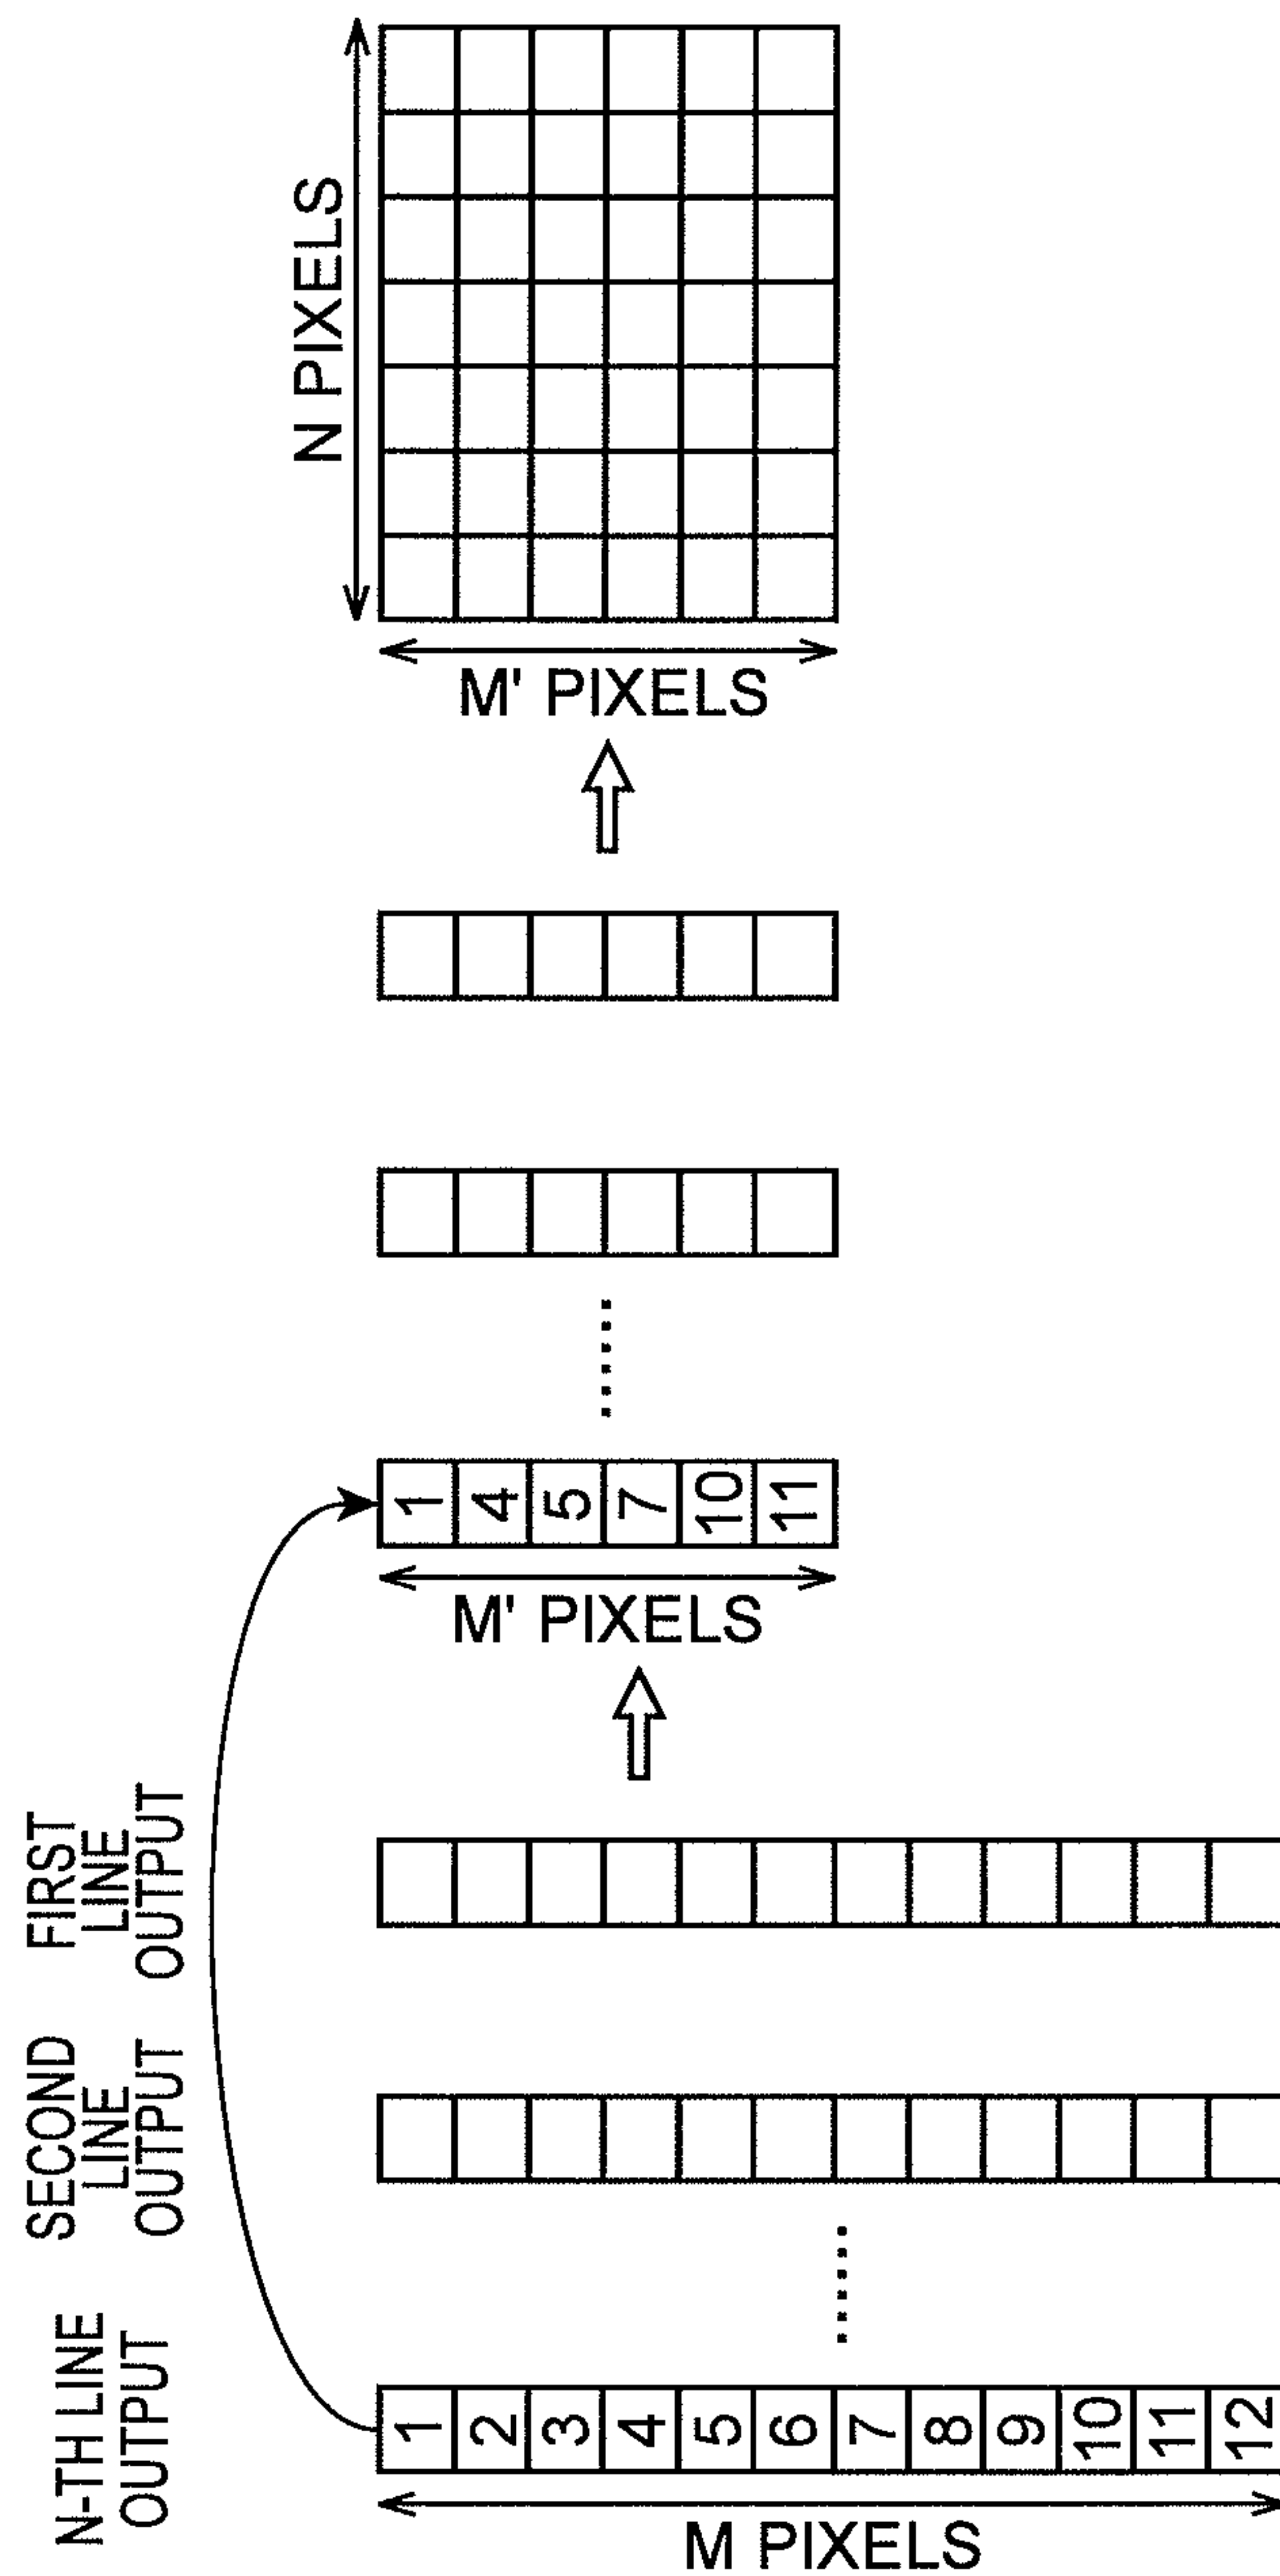 N PIXELS
M' PIXELS
1
4
5
7
10
11
M' PIXELS
FIRST
LINE
OUTPUT
SECOND
LINE
OUTPUT
N-TH LINE
OUTPUT
1
2
3
4
5
6
7
8
9
10
11
12
M PIXELS